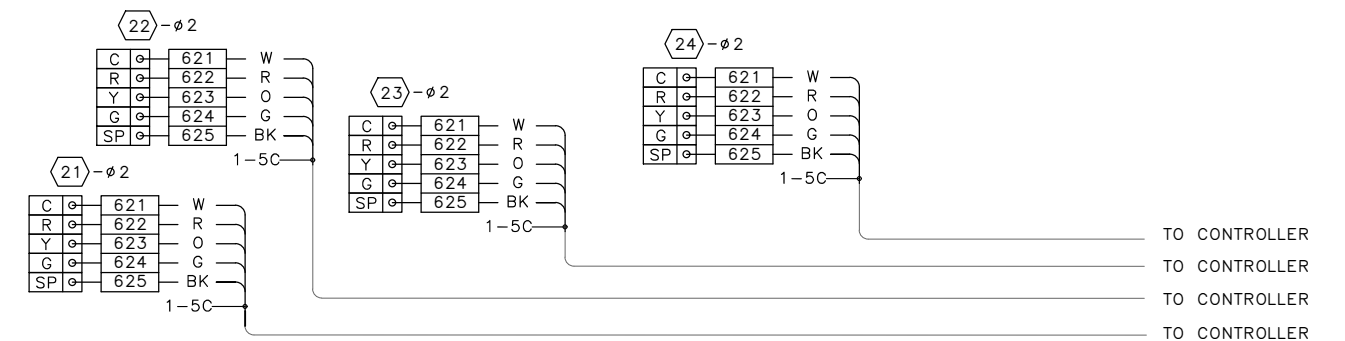 22 -ø2
C 621 W
R 622 R
Y 623 O
G 624 G
SP 625 BK
1-5C
21 -ø2
C 621 W
R 622 R
Y 623 O
G 624 G
SP 625 BK
1-5C
23 -ø2
C 621 W
R 622 R
Y 623 O
G 624 G
SP 625 BK
1-5C
24 -ø2
C 621 W
R 622 R
Y 623 O
G 624 G
SP 625 BK
1-5C
TO CONTROLLER
TO CONTROLLER
TO CONTROLLER
TO CONTROLLER